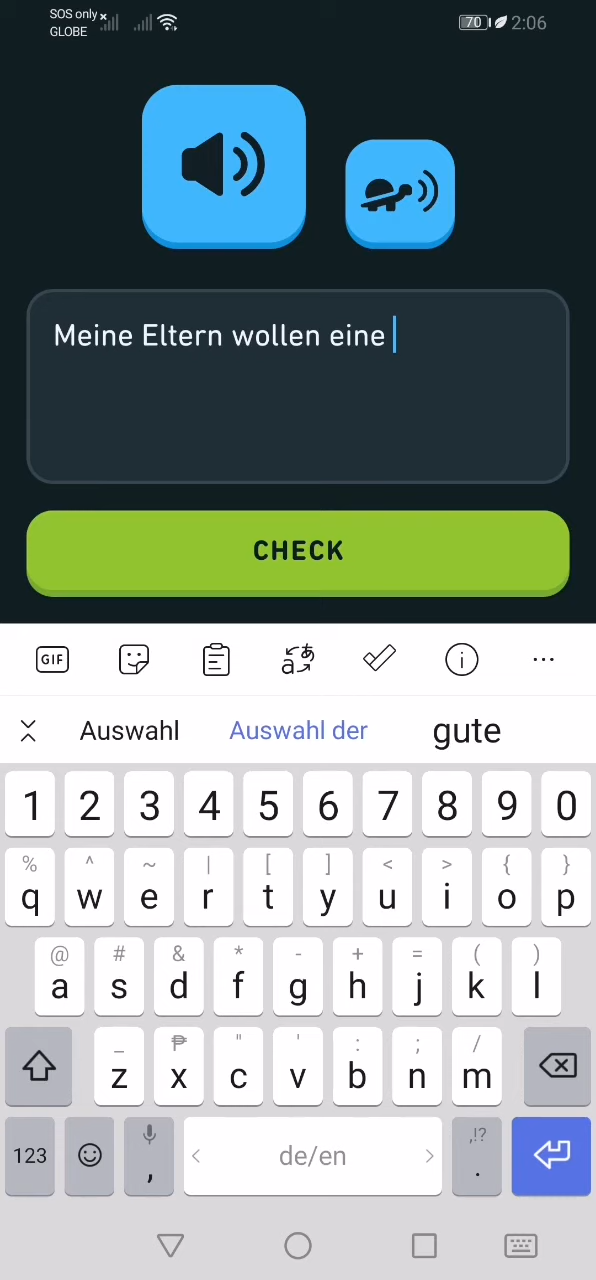 SOS only
GLOBE
70 2:06
Meine Eltern wollen eine
CHECK
GIF
Auswahl Auswahl der gute
1 2 3 4 5 6 7 8 9 0
% ^ ~ | [ ] < > { }
q w e r t y u i o p
@ # & * - + = ( )
a s d f g h j k l
_ ₱ " ' : ; /
z x c v b n m
123 , < de/en > ,!? .